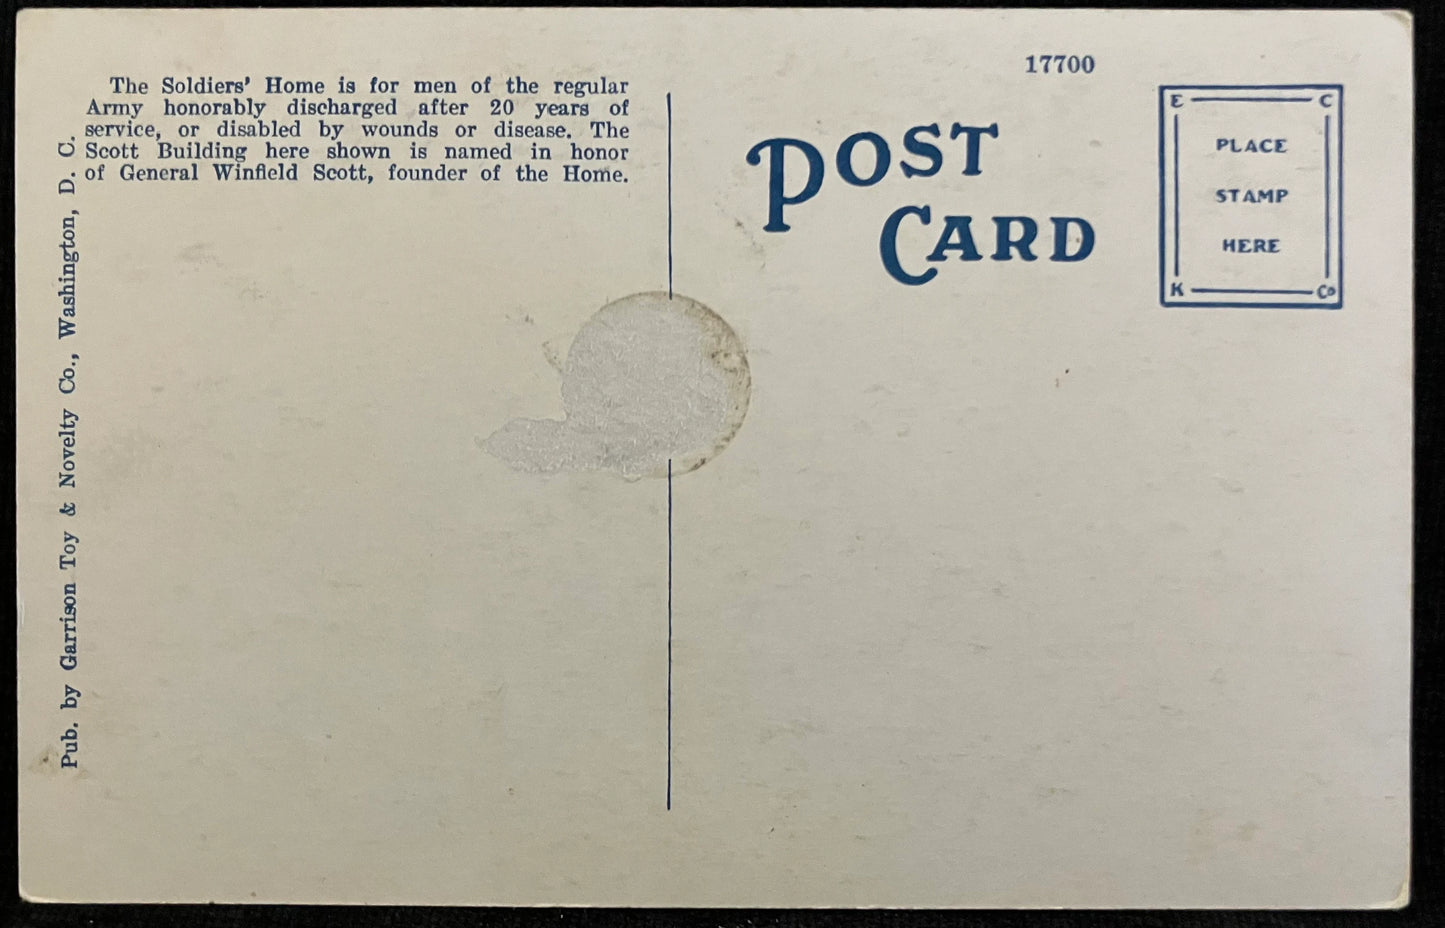 The Soldiers' Home is for men of the regular
Army honorably discharged after 20 years of
service, or disabled by wounds or disease. The
Scott Building here shown is named in honor
of General Winfield Scott, founder of the Home.
Pub. by Garrison Toy & Novelty Co., Washington, D. C.
17700
POST
CARD
E C
PLACE
STAMP
HERE
K Co